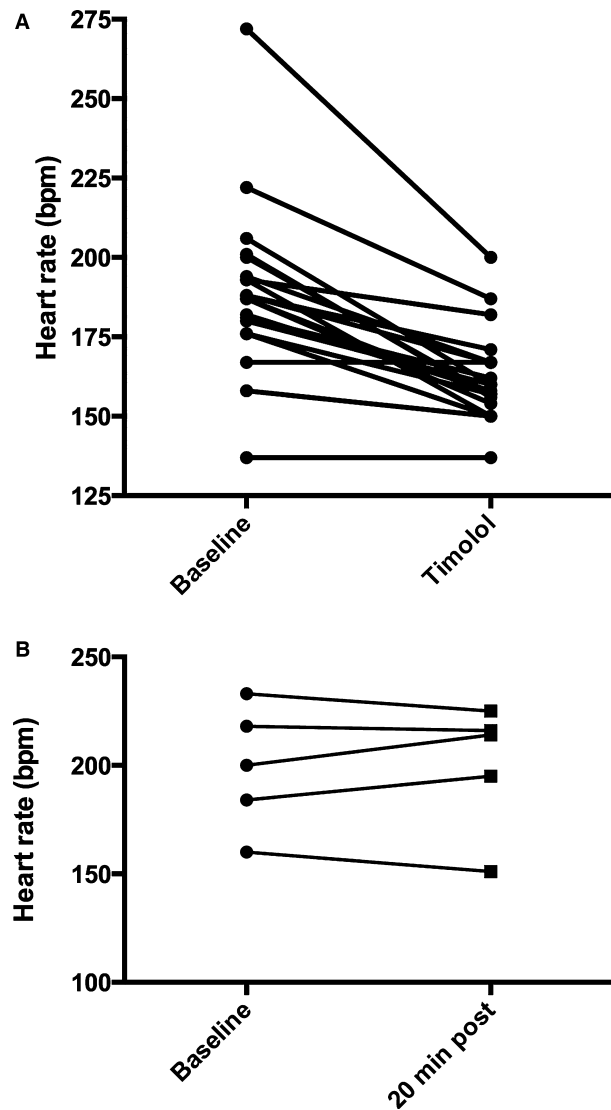 A
275
250
225
200
175
150
125
Heart rate (bpm)
Baseline
Timolol
B
250
200
150
100
Heart rate (bpm)
Baseline
20 min post